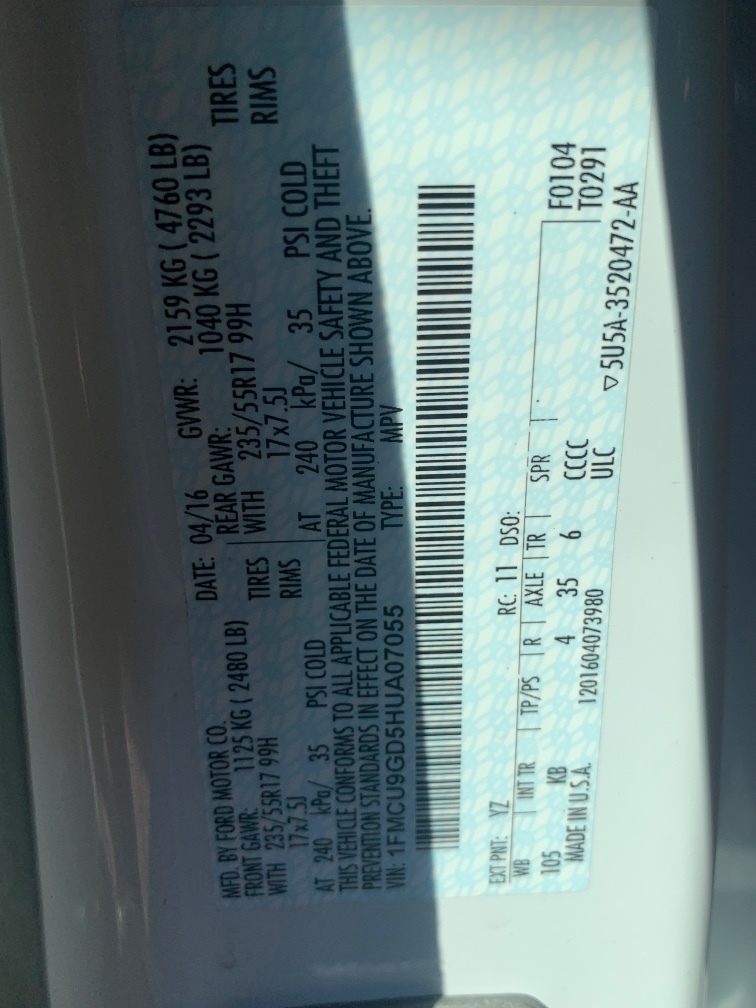 MFD. BY FORD MOTOR CO.
DATE: 04/16 GVWR: 2159 KG ( 4760 LB)
FRONT GAWR: 1125 KG ( 2480 LB) REAR GAWR: 1040 KG ( 2293 LB)
WITH 235/55R17 99H TIRES WITH 235/55R17 99H TIRES
17x7.5J RIMS 17x7.5J RIMS
AT 240 kPa/ 35 PSI COLD AT 240 kPa/ 35 PSI COLD
THIS VEHICLE CONFORMS TO ALL APPLICABLE FEDERAL MOTOR VEHICLE SAFETY AND THEFT
PREVENTION STANDARDS IN EFFECT ON THE DATE OF MANUFACTURE SHOWN ABOVE.
VIN: 1FMCU9GD5HUA07055 TYPE: MPV
EXT PNT: YZ RC: 11 DSO:
WB INT TR TP/PS R AXLE TR SPR F0104
105 KB 4 35 6 CCCC T0291
ULC
MADE IN U.S.A. 1201604073980 ▽5U5A-3520472-AA